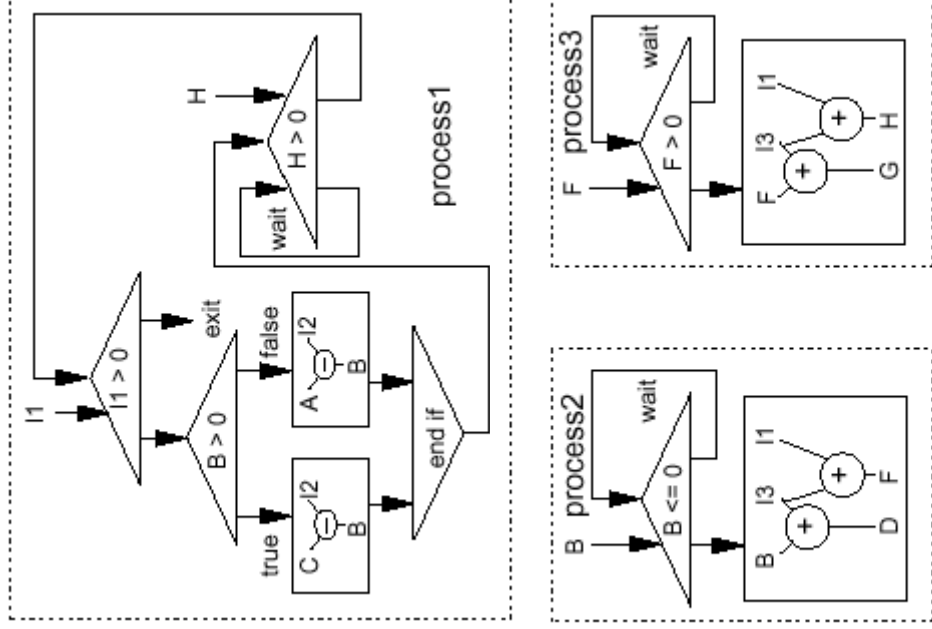 I1
I1 > 0
exit
B > 0
true
false
C
I2
-
B
A
I2
-
B
end if
H
wait
H > 0
process1
B
process2
B <= 0
wait
B
I3
I1
+
+
D
F
F
process3
F > 0
wait
F
I3
I1
+
+
G
H